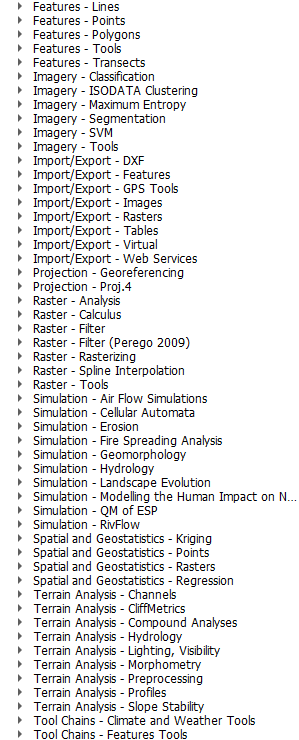 Features - Lines
Features - Points
Features - Polygons
Features - Tools
Features - Transects
Imagery - Classification
Imagery - ISODATA Clustering
Imagery - Maximum Entropy
Imagery - Segmentation
Imagery - SVM
Imagery - Tools
Import/Export - DXF
Import/Export - Features
Import/Export - GPS Tools
Import/Export - Images
Import/Export - Rasters
Import/Export - Tables
Import/Export - Virtual
Import/Export - Web Services
Projection - Georeferencing
Projection - Proj.4
Raster - Analysis
Raster - Calculus
Raster - Filter
Raster - Filter (Perego 2009)
Raster - Rasterizing
Raster - Spline Interpolation
Raster - Tools
Simulation - Air Flow Simulations
Simulation - Cellular Automata
Simulation - Erosion
Simulation - Fire Spreading Analysis
Simulation - Geomorphology
Simulation - Hydrology
Simulation - Landscape Evolution
Simulation - Modelling the Human Impact on N...
Simulation - QM of ESP
Simulation - RivFlow
Spatial and Geostatistics - Kriging
Spatial and Geostatistics - Points
Spatial and Geostatistics - Rasters
Spatial and Geostatistics - Regression
Terrain Analysis - Channels
Terrain Analysis - CliffMetrics
Terrain Analysis - Compound Analyses
Terrain Analysis - Hydrology
Terrain Analysis - Lighting, Visibility
Terrain Analysis - Morphometry
Terrain Analysis - Preprocessing
Terrain Analysis - Profiles
Terrain Analysis - Slope Stability
Tool Chains - Climate and Weather Tools
Tool Chains - Features Tools